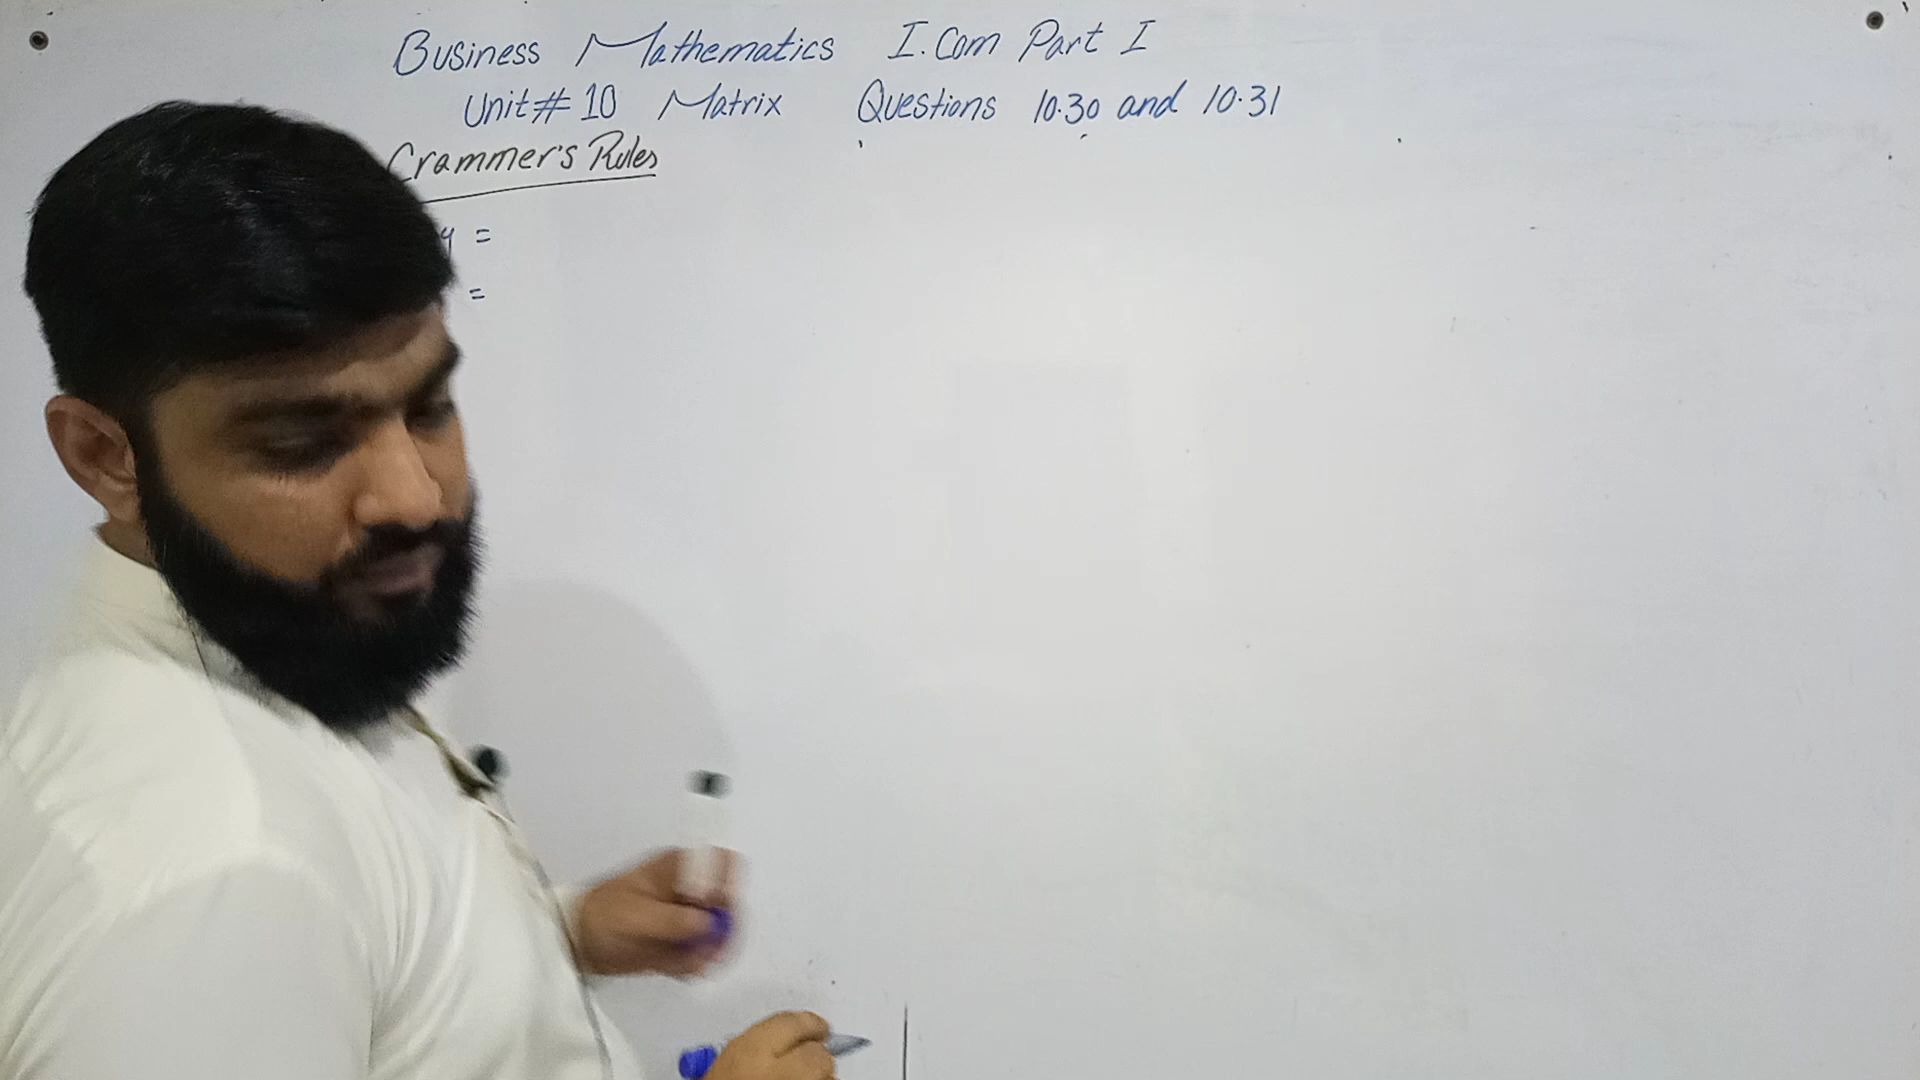 Business Mathematics I.Com Part I
Unit# 10 Matrix Questions 10.30 and 10.31
Crammer's Rules
y =
=